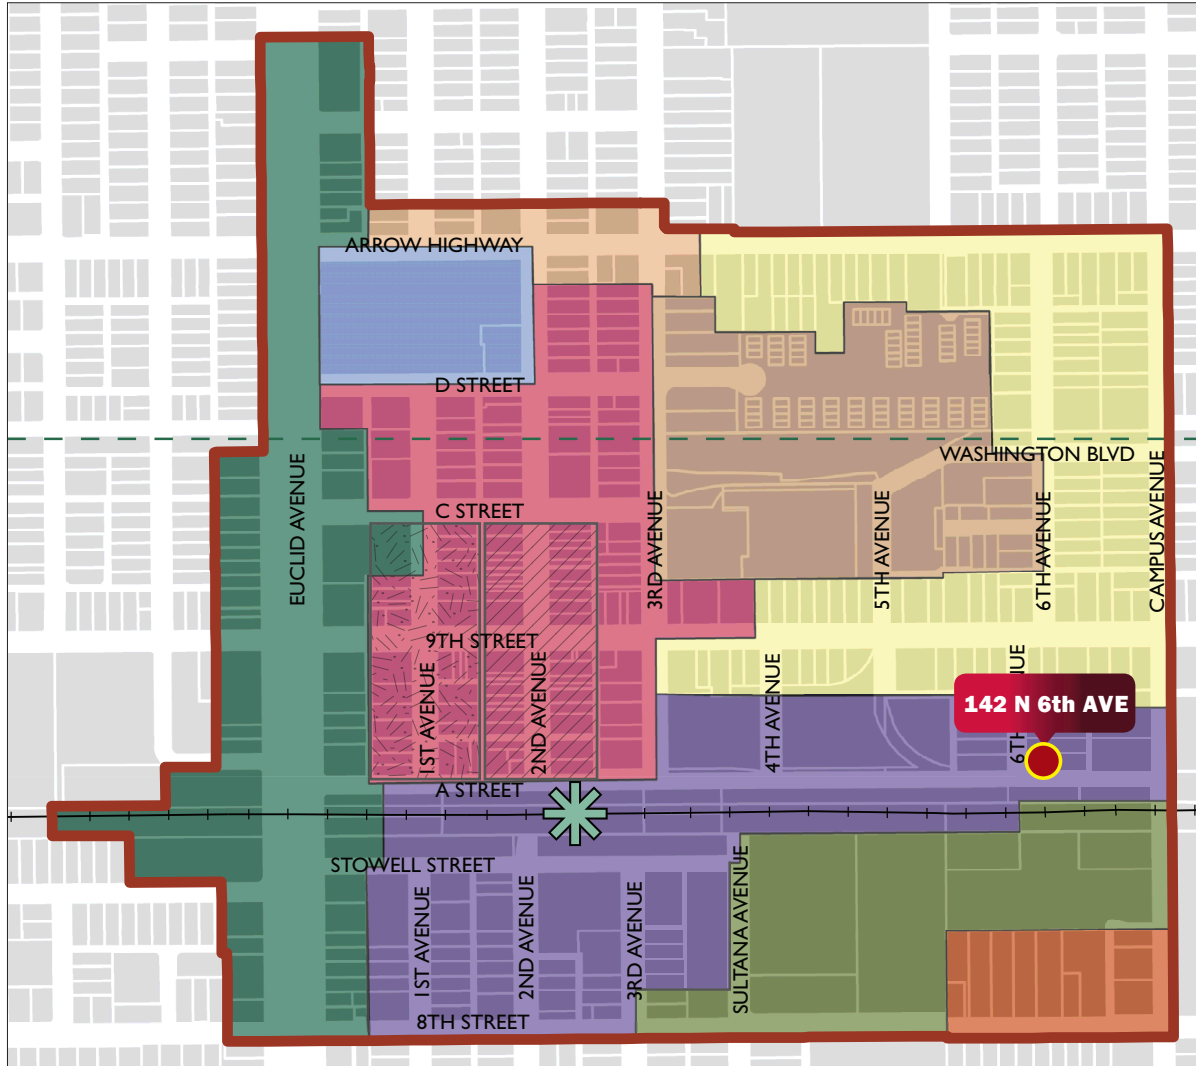 ARROW HIGHWAY
D STREET
WASHINGTON BLVD
EUCLID AVENUE
C STREET
3RD AVENUE
5TH AVENUE
6TH AVENUE
CAMPUS AVENUE
9TH STREET
1ST AVENUE
2ND AVENUE
4TH AVENUE
6TH AVENUE
142 N 6th AVE
A STREET
STOWELL STREET
1ST AVENUE
2ND AVENUE
3RD AVENUE
SULTANA AVENUE
8TH STREET